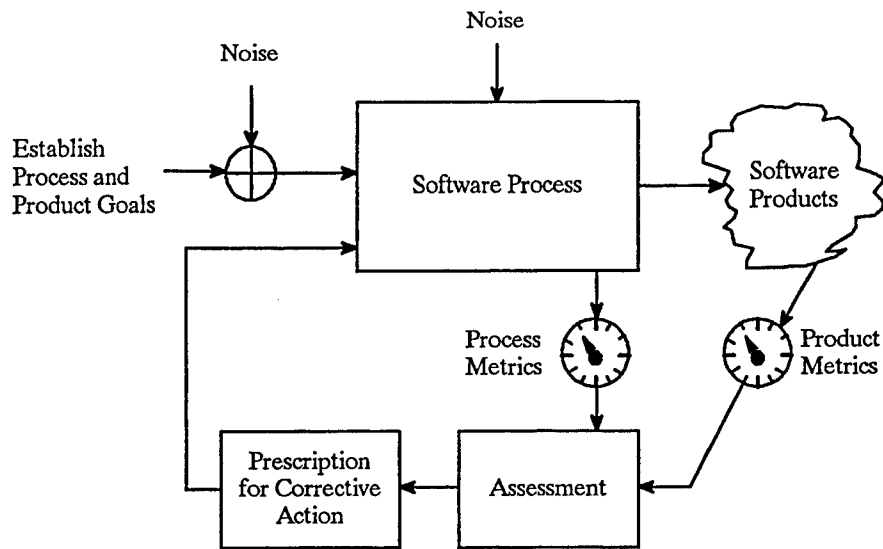 Noise
Noise
Establish
Process and
Product Goals
Software Process
Software
Products
Process
Metrics
Product
Metrics
Prescription
for Corrective
Action
Assessment